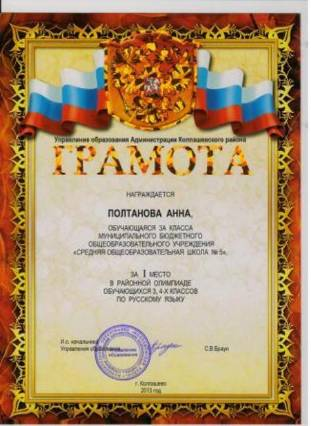 Управление образования Администрации Колпашевского района
ГРАМОТА
НАГРАЖДАЕТСЯ
ПОЛТАНОВА АННА,
ОБУЧАЮЩАЯСЯ 3А КЛАССА
МУНИЦИПАЛЬНОГО БЮДЖЕТНОГО
ОБЩЕОБРАЗОВАТЕЛЬНОГО УЧРЕЖДЕНИЯ
«СРЕДНЯЯ ОБЩЕОБРАЗОВАТЕЛЬНАЯ ШКОЛА № 5»,
ЗА I МЕСТО
В РАЙОННОЙ ОЛИМПИАДЕ
ОБУЧАЮЩИХСЯ 3, 4-Х КЛАССОВ
ПО РУССКОМУ ЯЗЫКУ
И.о. начальника
Управления образования
С.В.Браун
г. Колпашево
2013 год